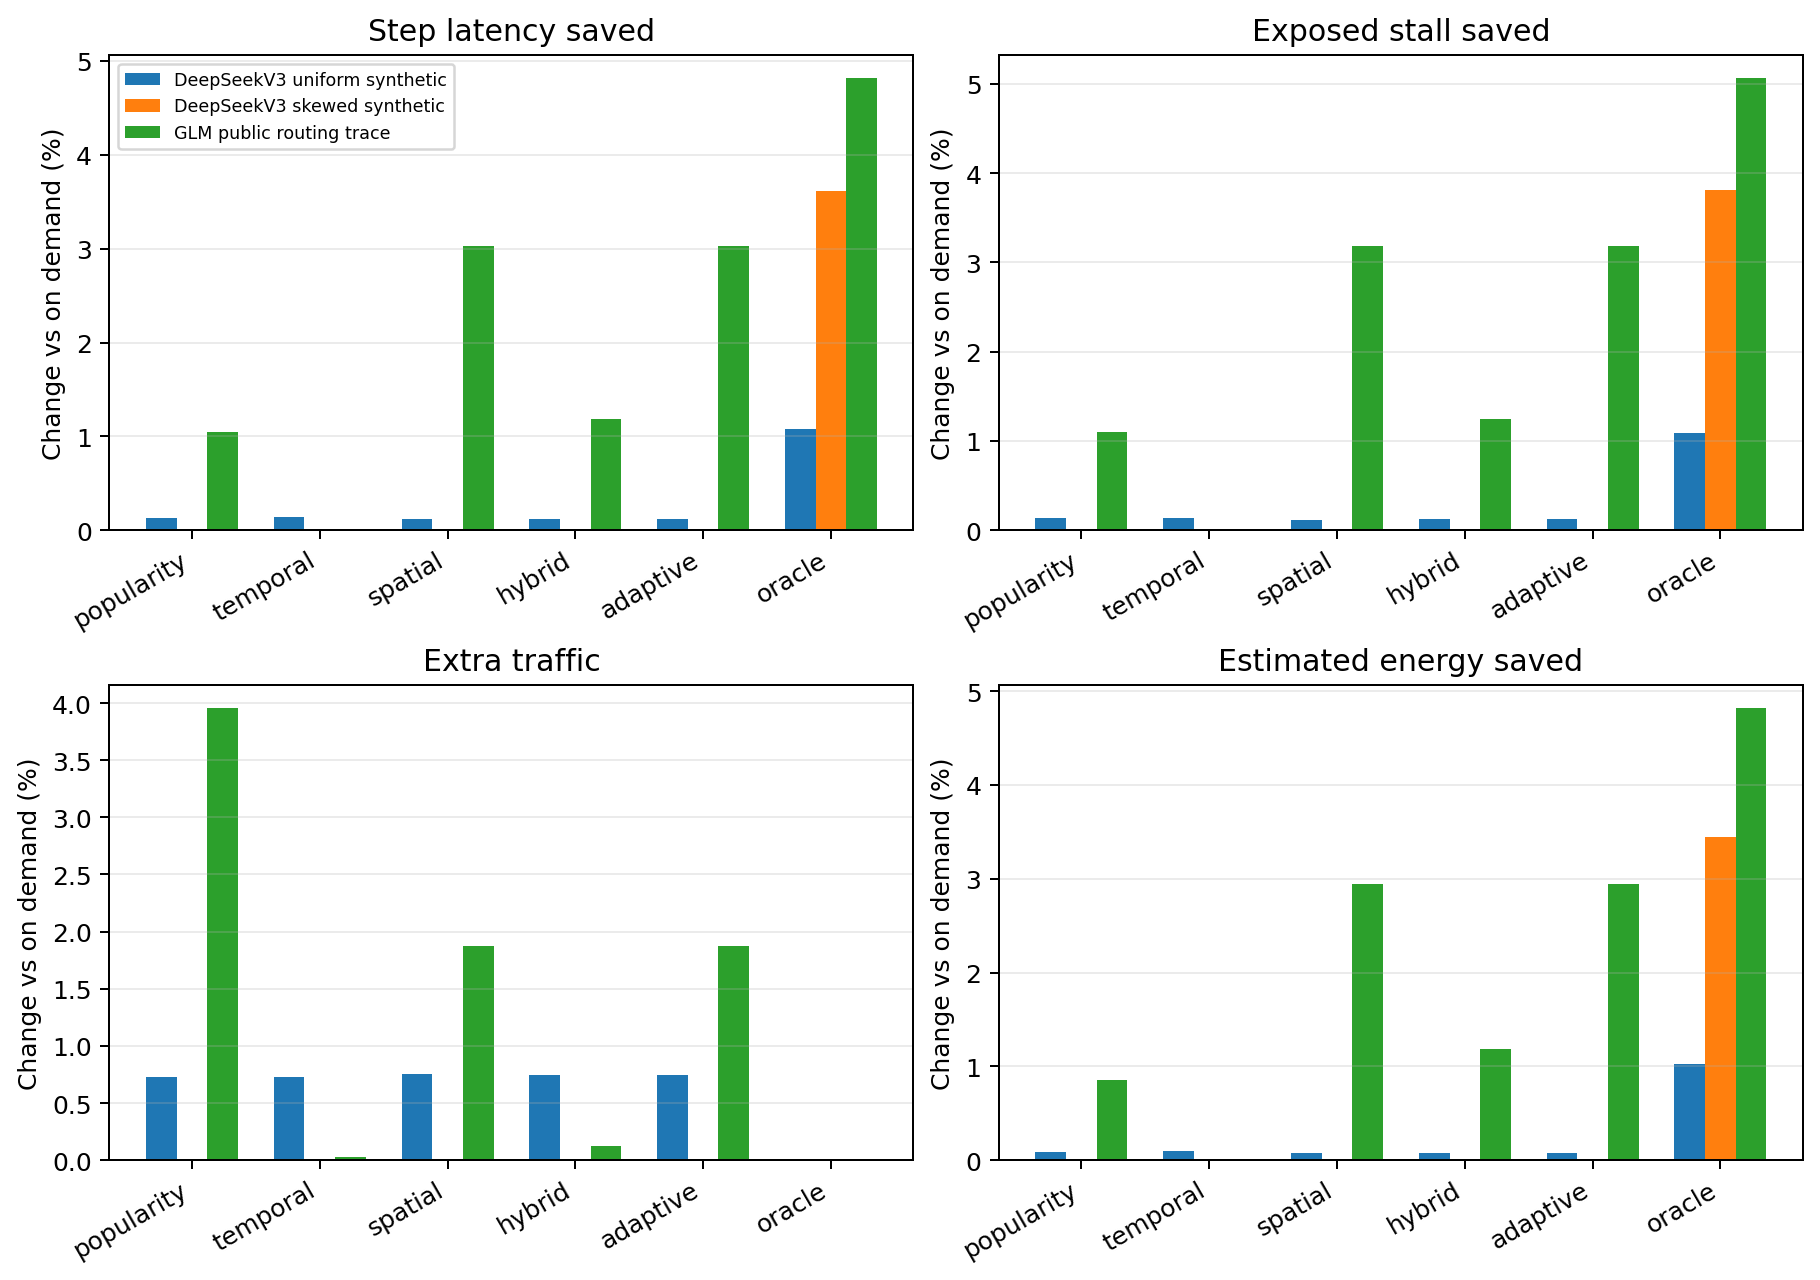 Step latency saved
Change vs on demand (%)
5
4
3
2
1
0
DeepSeekV3 uniform synthetic
DeepSeekV3 skewed synthetic
GLM public routing trace
popularity
temporal
spatial
hybrid
adaptive
oracle
Exposed stall saved
Change vs on demand (%)
5
4
3
2
1
0
popularity
temporal
spatial
hybrid
adaptive
oracle
Extra traffic
Change vs on demand (%)
4.0
3.5
3.0
2.5
2.0
1.5
1.0
0.5
0.0
popularity
temporal
spatial
hybrid
adaptive
oracle
Estimated energy saved
Change vs on demand (%)
5
4
3
2
1
0
popularity
temporal
spatial
hybrid
adaptive
oracle